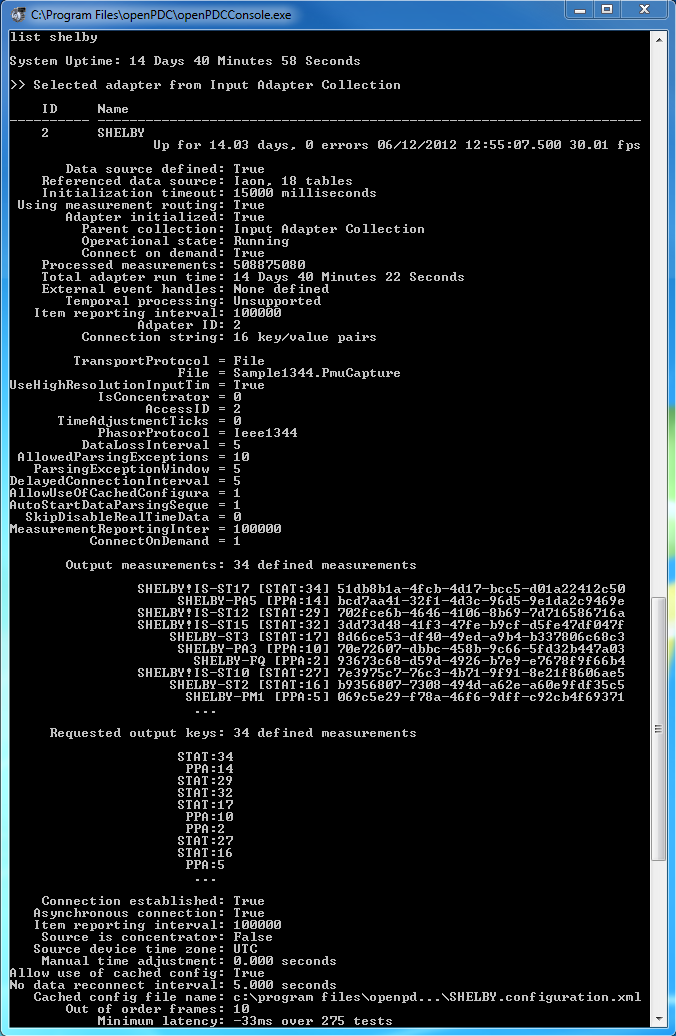 C:\Program Files\openPDC\openPDCConsole.exe
list shelby
System Uptime: 14 Days 40 Minutes 58 Seconds
>> Selected adapter from Input Adapter Collection
ID Name
---------- ----------------------------------------------------------------------
2 SHELBY
Up for 14.03 days, 0 errors 06/12/2012 12:55:07.500 30.01 fps
Data source defined: True
Referenced data source: Iaon, 18 tables
Initialization timeout: 15000 milliseconds
Using measurement routing: True
Adapter initialized: True
Parent collection: Input Adapter Collection
Operational state: Running
Connect on demand: True
Processed measurements: 508875080
Total adapter run time: 14 Days 40 Minutes 22 Seconds
External event handles: None defined
Temporal processing: Unsupported
Item reporting interval: 100000
Adpater ID: 2
Connection string: 16 key/value pairs
TransportProtocol = File
File = Sample1344.PmuCapture
UseHighResolutionInputTim = True
IsConcentrator = 0
AccessID = 2
TimeAdjustmentTicks = 0
PhasorProtocol = Ieee1344
DataLossInterval = 5
AllowedParsingExceptions = 10
ParsingExceptionWindow = 5
DelayedConnectionInterval = 5
AllowUseOfCachedConfigura = 1
AutoStartDataParsingSeque = 1
SkipDisableRealTimeData = 0
MeasurementReportingInter = 100000
ConnectOnDemand = 1
Output measurements: 34 defined measurements
SHELBY!IS-ST17 [STAT:34] 51db8b1a-4fcb-4d17-bcc5-d01a22412c50
SHELBY-PA5 [PPA:14] bcd7aa41-32f1-4d3c-96d5-9e1da2c9469e
SHELBY!IS-ST12 [STAT:29] 702fce6b-4646-4106-8b69-7d716586716a
SHELBY!IS-ST15 [STAT:32] 3dd73d48-41f3-47fe-b9cf-d5fe47df047f
SHELBY-ST3 [STAT:17] 8d66ce53-df40-49ed-a9b4-b337806c68c3
SHELBY-PA3 [PPA:10] 70e72607-dbbc-458b-9c66-5fd32b447a03
SHELBY-FQ [PPA:2] 93673c68-d59d-4926-b7e9-e7678f9f66b4
SHELBY!IS-ST10 [STAT:27] 7e3975c7-76c3-4b71-9f91-8e21f8606ae5
SHELBY-ST2 [STAT:16] b9356807-7308-494d-a62e-a60e9fdf35c5
SHELBY-PM1 [PPA:5] 069c5e29-f78a-46f6-9dff-c92cb4f69371
...
Requested output keys: 34 defined measurements
STAT:34
PPA:14
STAT:29
STAT:32
STAT:17
PPA:10
PPA:2
STAT:27
STAT:16
PPA:5
...
Connection established: True
Asynchronous connection: True
Item reporting interval: 100000
Source is concentrator: False
Source device time zone: UTC
Manual time adjustment: 0.000 seconds
Allow use of cached config: True
No data reconnect interval: 5.000 seconds
Cached config file name: c:\program files\openpd...\SHELBY.configuration.xml
Out of order frames: 10
Minimum latency: -33ms over 275 tests